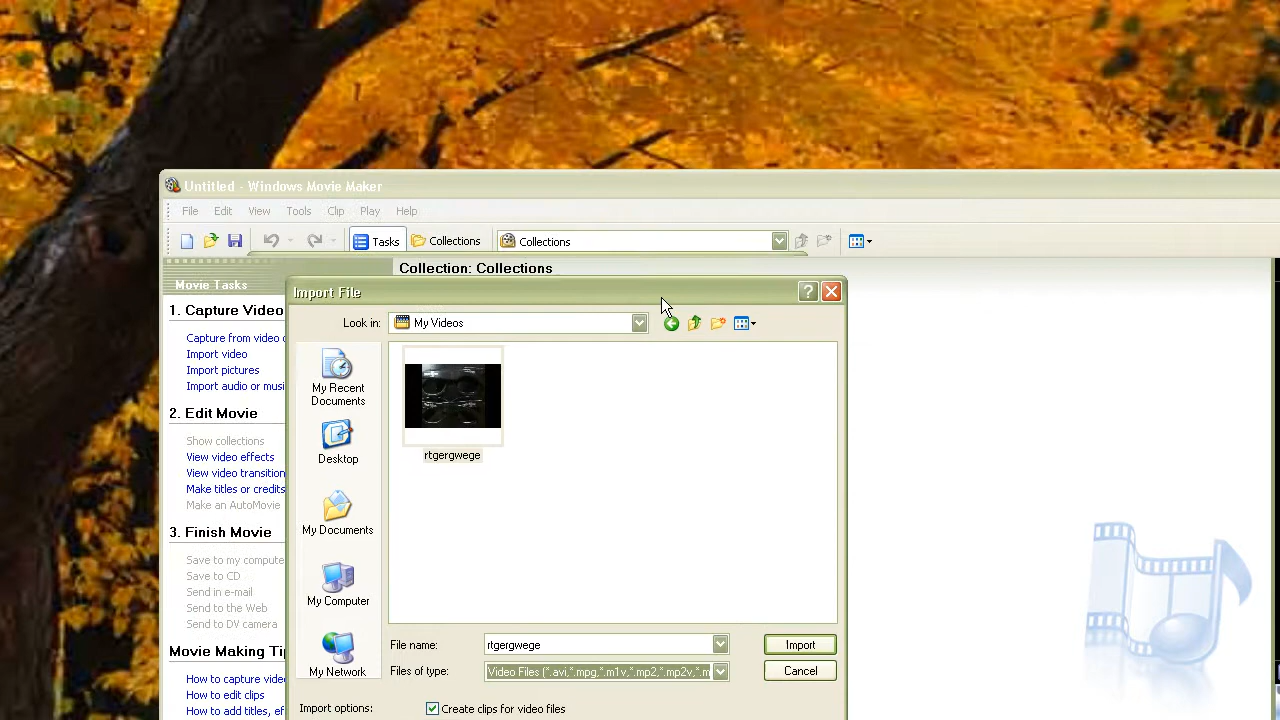 Untitled - Windows Movie Maker
File Edit View Tools Clip Play Help
Tasks Collections Collections
Movie Tasks
Collection: Collections
1. Capture Video
Capture from video
Import video
Import pictures
Import audio or musi
2. Edit Movie
Show collections
View video effects
View video transition
Make titles or credits
Make an AutoMovie
3. Finish Movie
Save to my compute
Save to CD
Send in e-mail
Send to the Web
Send to DV camera
Movie Making Tip
How to capture video
How to edit clips
How to add titles, ef
Import File
Look in: My Videos
My Recent
Documents
Desktop
My Documents
My Computer
My Network
rtgergwege
File name: rtgergwege Import
Files of type: Video Files (*.avi,*.mpg,*.m1v,*.mp2,*.mp2v,*.m Cancel
Import options: Create clips for video files